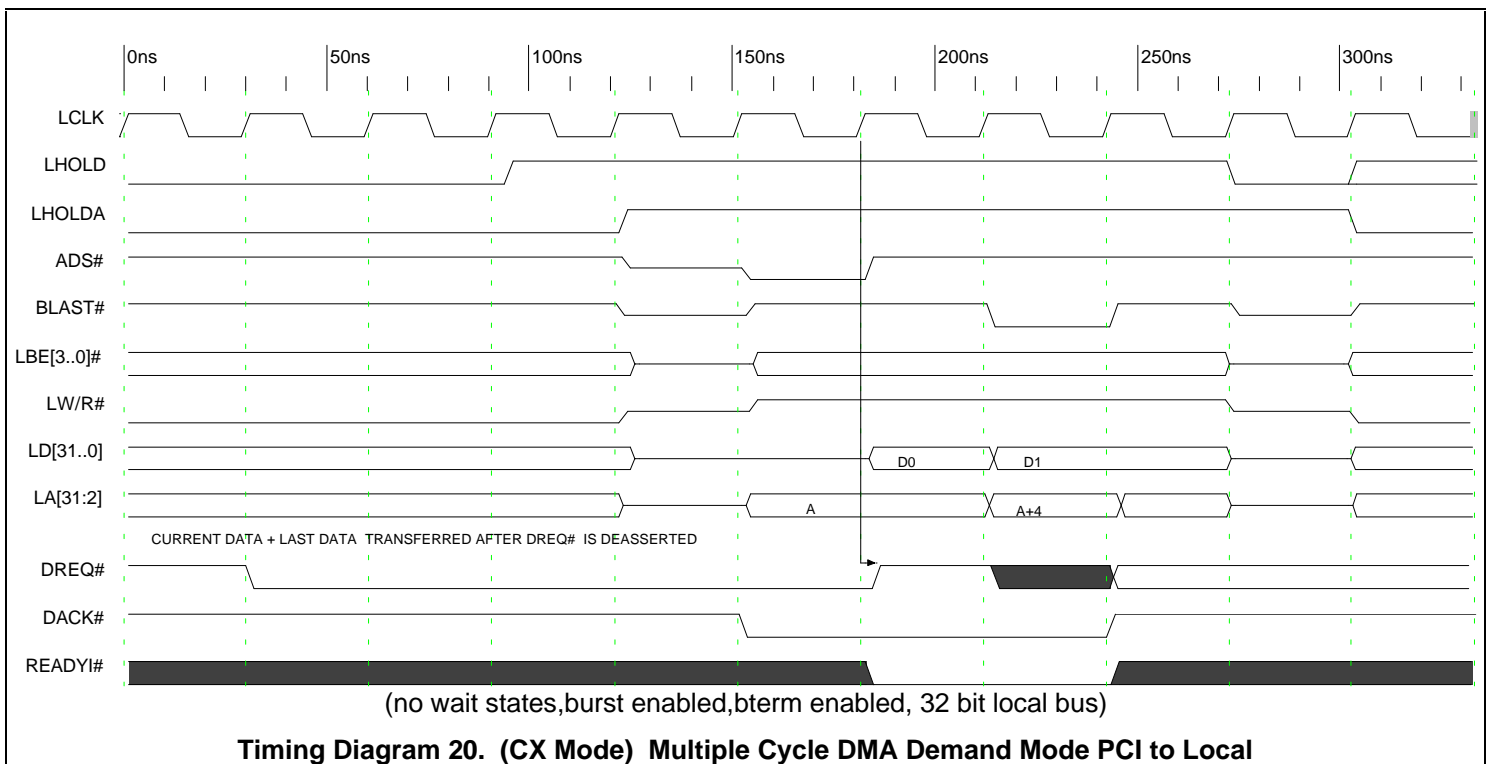 0ns 50ns 100ns 150ns 200ns 250ns 300ns
LCLK
LHOLD
LHOLDA
ADS#
BLAST#
LBE[3..0]#
LW/R#
LD[31..0] D0 D1
LA[31:2] A A+4
CURRENT DATA + LAST DATA TRANSFERRED AFTER DREQ# IS DEASSERTED
DREQ#
DACK#
READYI#
(no wait states,burst enabled,bterm enabled, 32 bit local bus)
Timing Diagram 20. (CX Mode) Multiple Cycle DMA Demand Mode PCI to Local